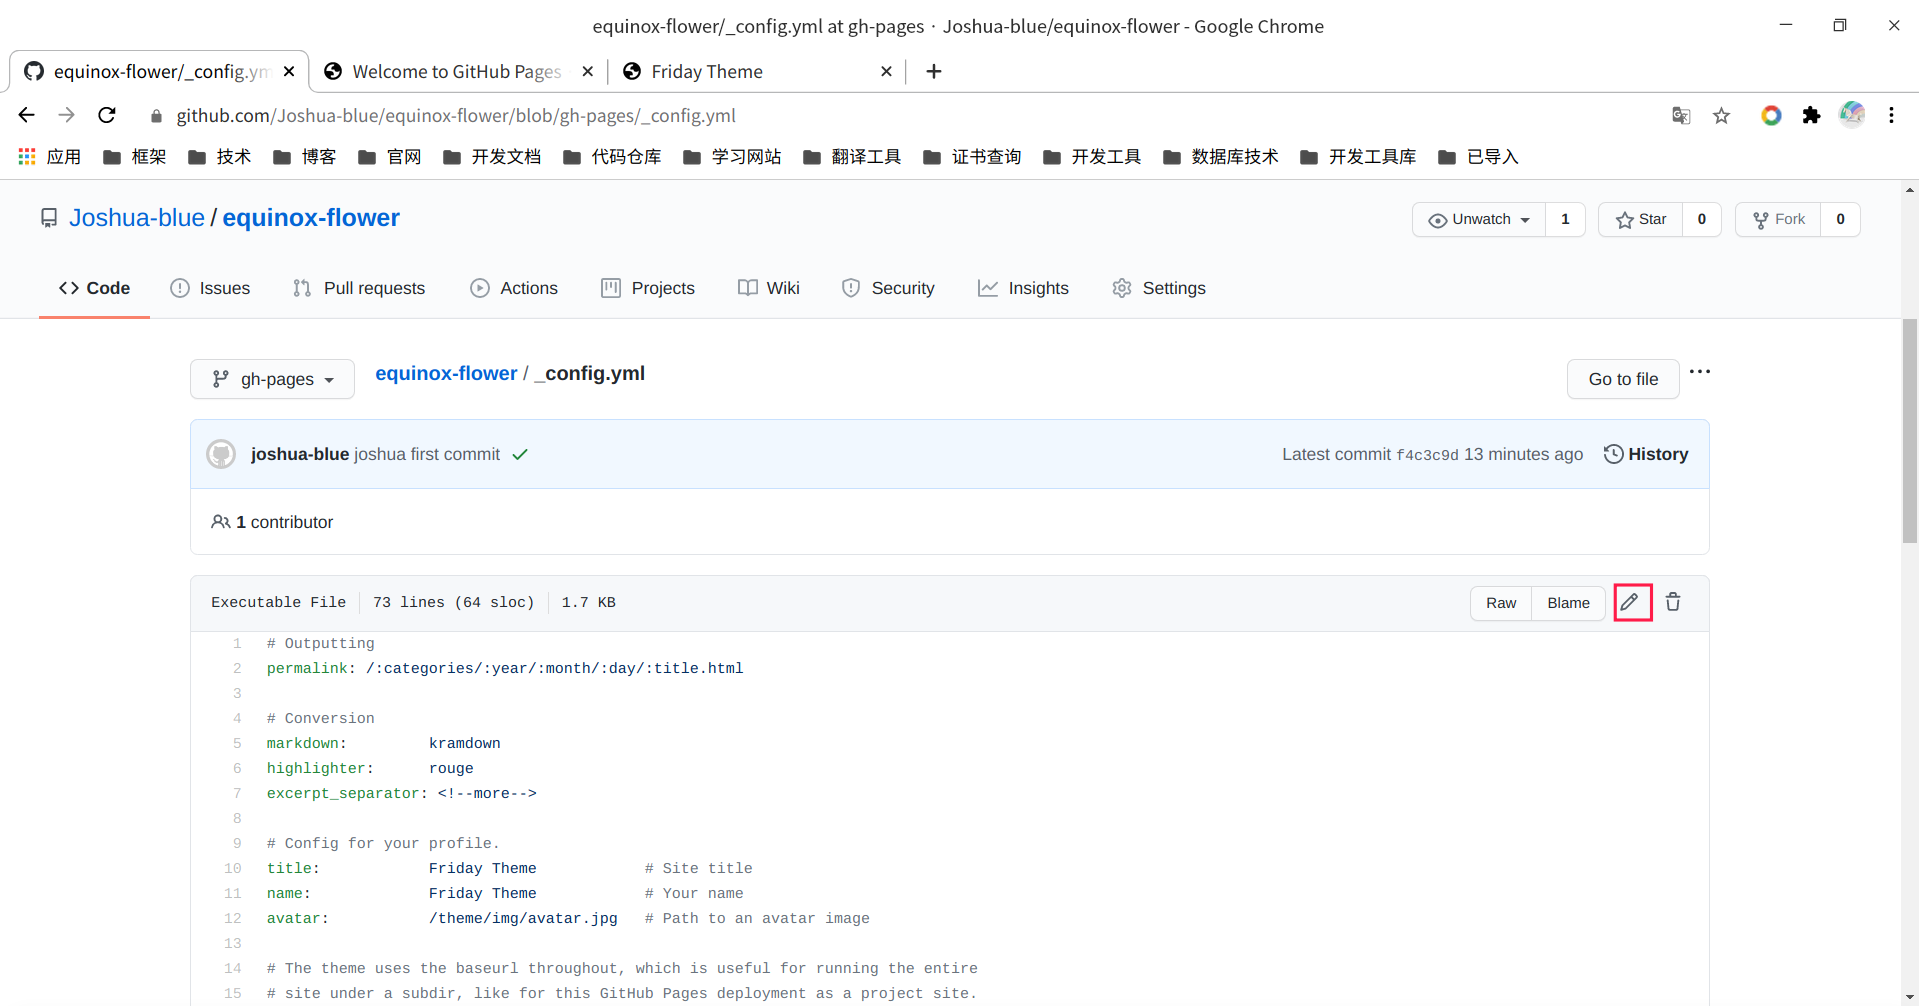 equinox-flower/_config.yml at gh-pages · Joshua-blue/equinox-flower - Google Chrome
equinox-flower/_config.ym
Welcome to GitHub Pages
Friday Theme
github.com/Joshua-blue/equinox-flower/blob/gh-pages/_config.yml
应用 框架 技术 博客 官网 开发文档 代码仓库 学习网站 翻译工具 证书查询 开发工具 数据库技术 开发工具库 已导入
Joshua-blue / equinox-flower
Unwatch 1 Star 0 Fork 0
Code Issues Pull requests Actions Projects Wiki Security Insights Settings
gh-pages equinox-flower / _config.yml Go to file
joshua-blue joshua first commit Latest commit f4c3c9d 13 minutes ago History
1 contributor
Executable File 73 lines (64 sloc) 1.7 KB Raw Blame
1 # Outputting
2 permalink: /:categories/:year/:month/:day/:title.html
3
4 # Conversion
5 markdown: kramdown
6 highlighter: rouge
7 excerpt_separator: <!--more-->
8
9 # Config for your profile.
10 title: Friday Theme # Site title
11 name: Friday Theme # Your name
12 avatar: /theme/img/avatar.jpg # Path to an avatar image
13
14 # The theme uses the baseurl throughout, which is useful for running the entire
15 # site under a subdir, like for this GitHub Pages deployment as a project site.